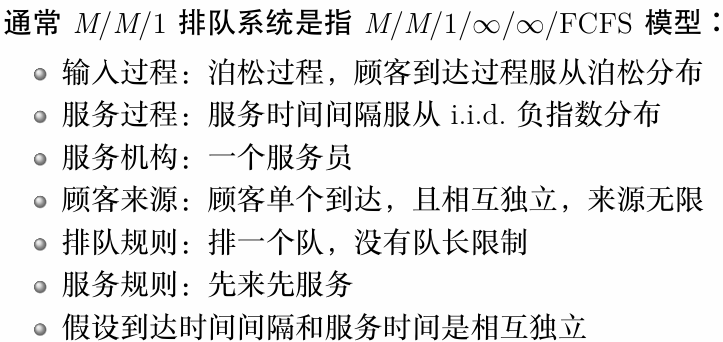 通常 M/M/1 排队系统是指 M/M/1/∞/∞/FCFS 模型：
输入过程：泊松过程，顾客到达过程服从泊松分布
服务过程：服务时间间隔服从 i.i.d. 负指数分布
服务机构：一个服务员
顾客来源：顾客单个到达，且相互独立，来源无限
排队规则：排一个队，没有队长限制
服务规则：先来先服务
假设到达时间间隔和服务时间是相互独立